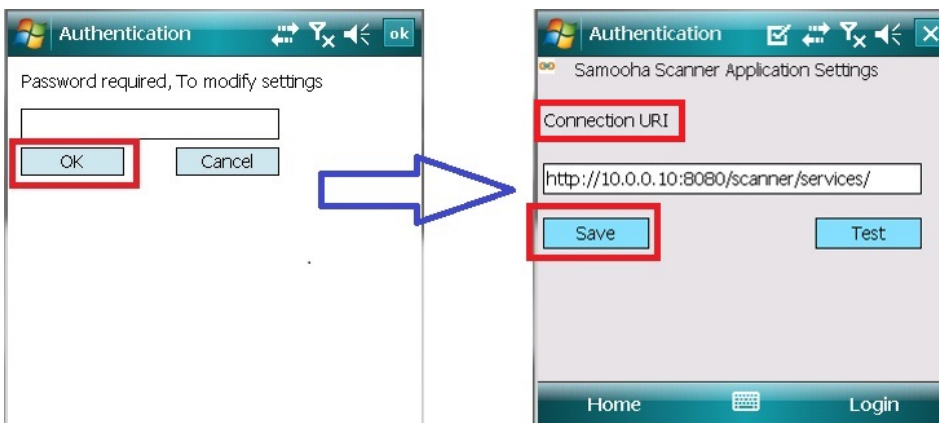 Authentication
ok
Password required, To modify settings
OK
Cancel
Authentication
Samooha Scanner Application Settings
Connection URI
http://10.0.0.10:8080/scanner/services/
Save
Test
Home
Login